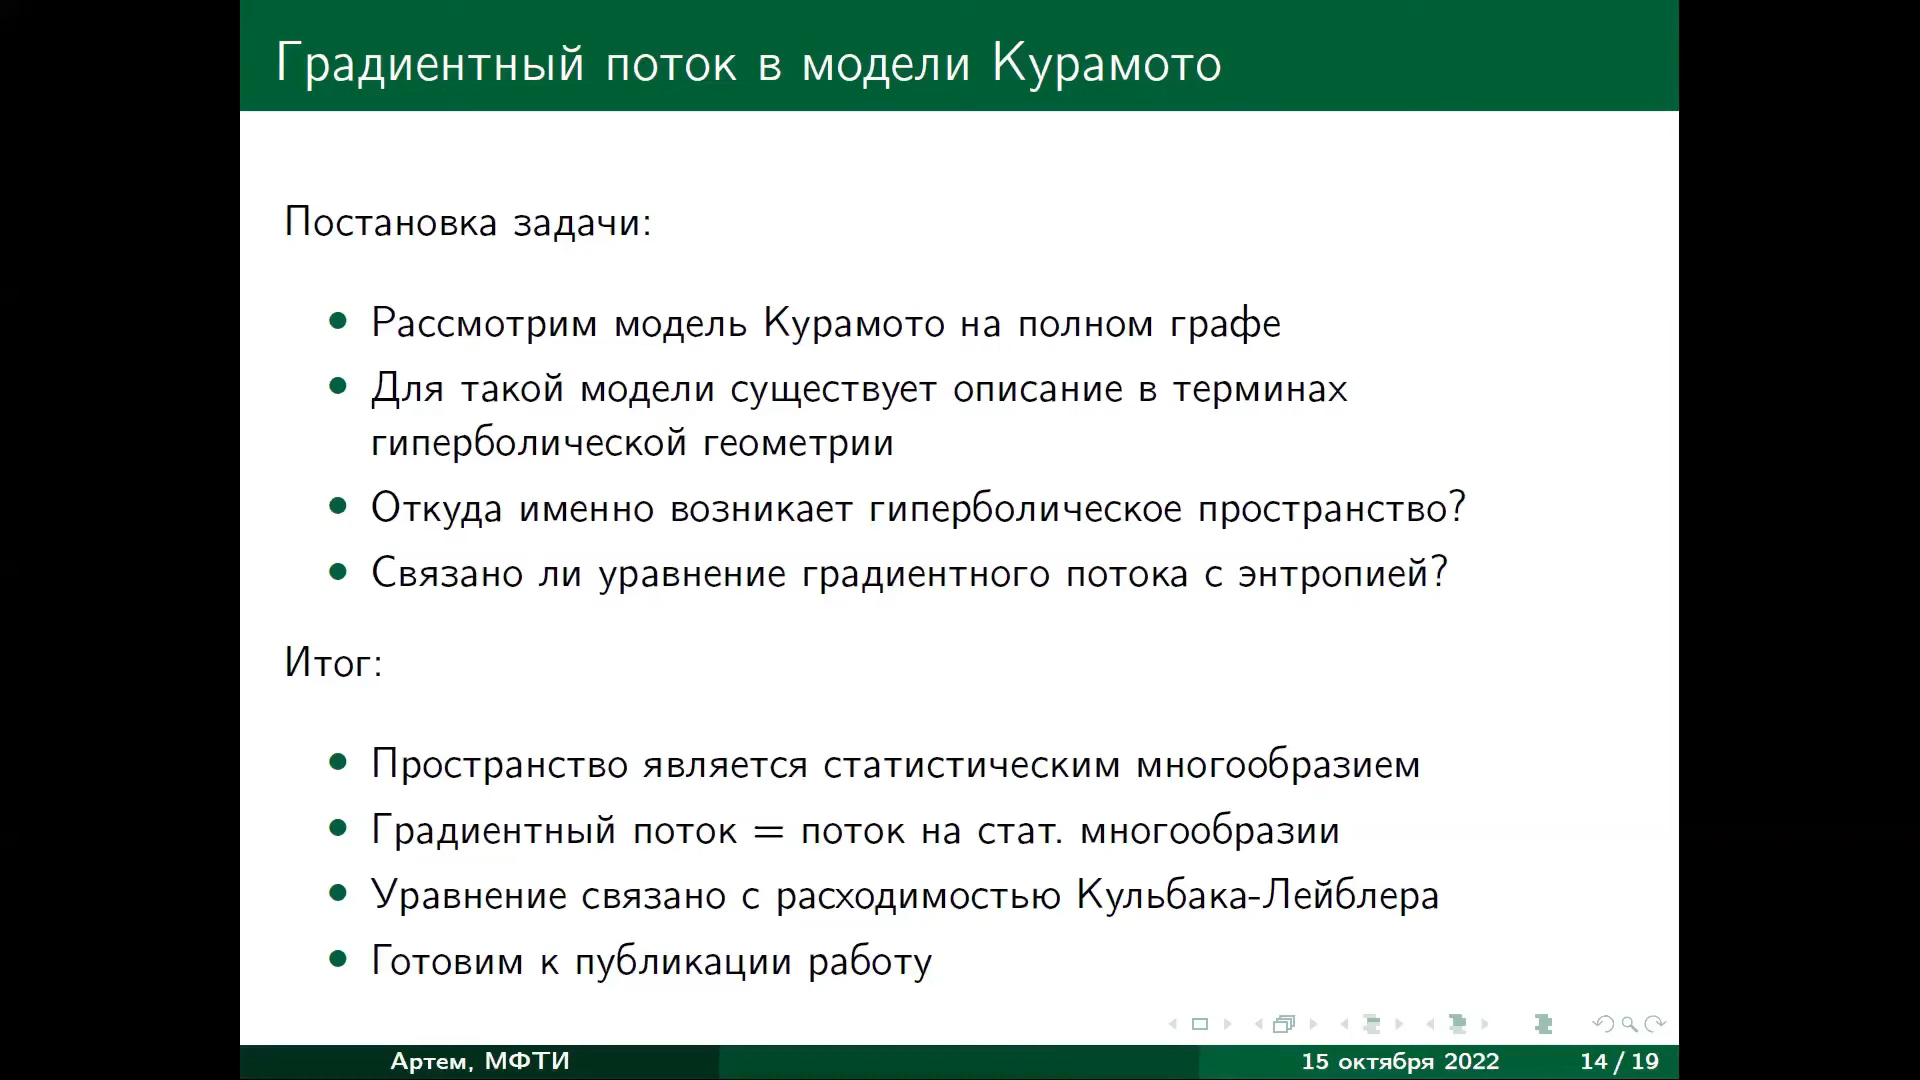 Градиентный поток в модели Курамото
Постановка задачи:
Рассмотрим модель Курамото на полном графе
Для такой модели существует описание в терминах
гиперболической геометрии
Откуда именно возникает гиперболическое пространство?
Связано ли уравнение градиентного потока с энтропией?
Итог:
Пространство является статистическим многообразием
Градиентный поток = поток на стат. многообразии
Уравнение связано с расходимостью Кульбака-Лейблера
Готовим к публикации работу
Артем, МФТИ
15 октября 2022
14 / 19